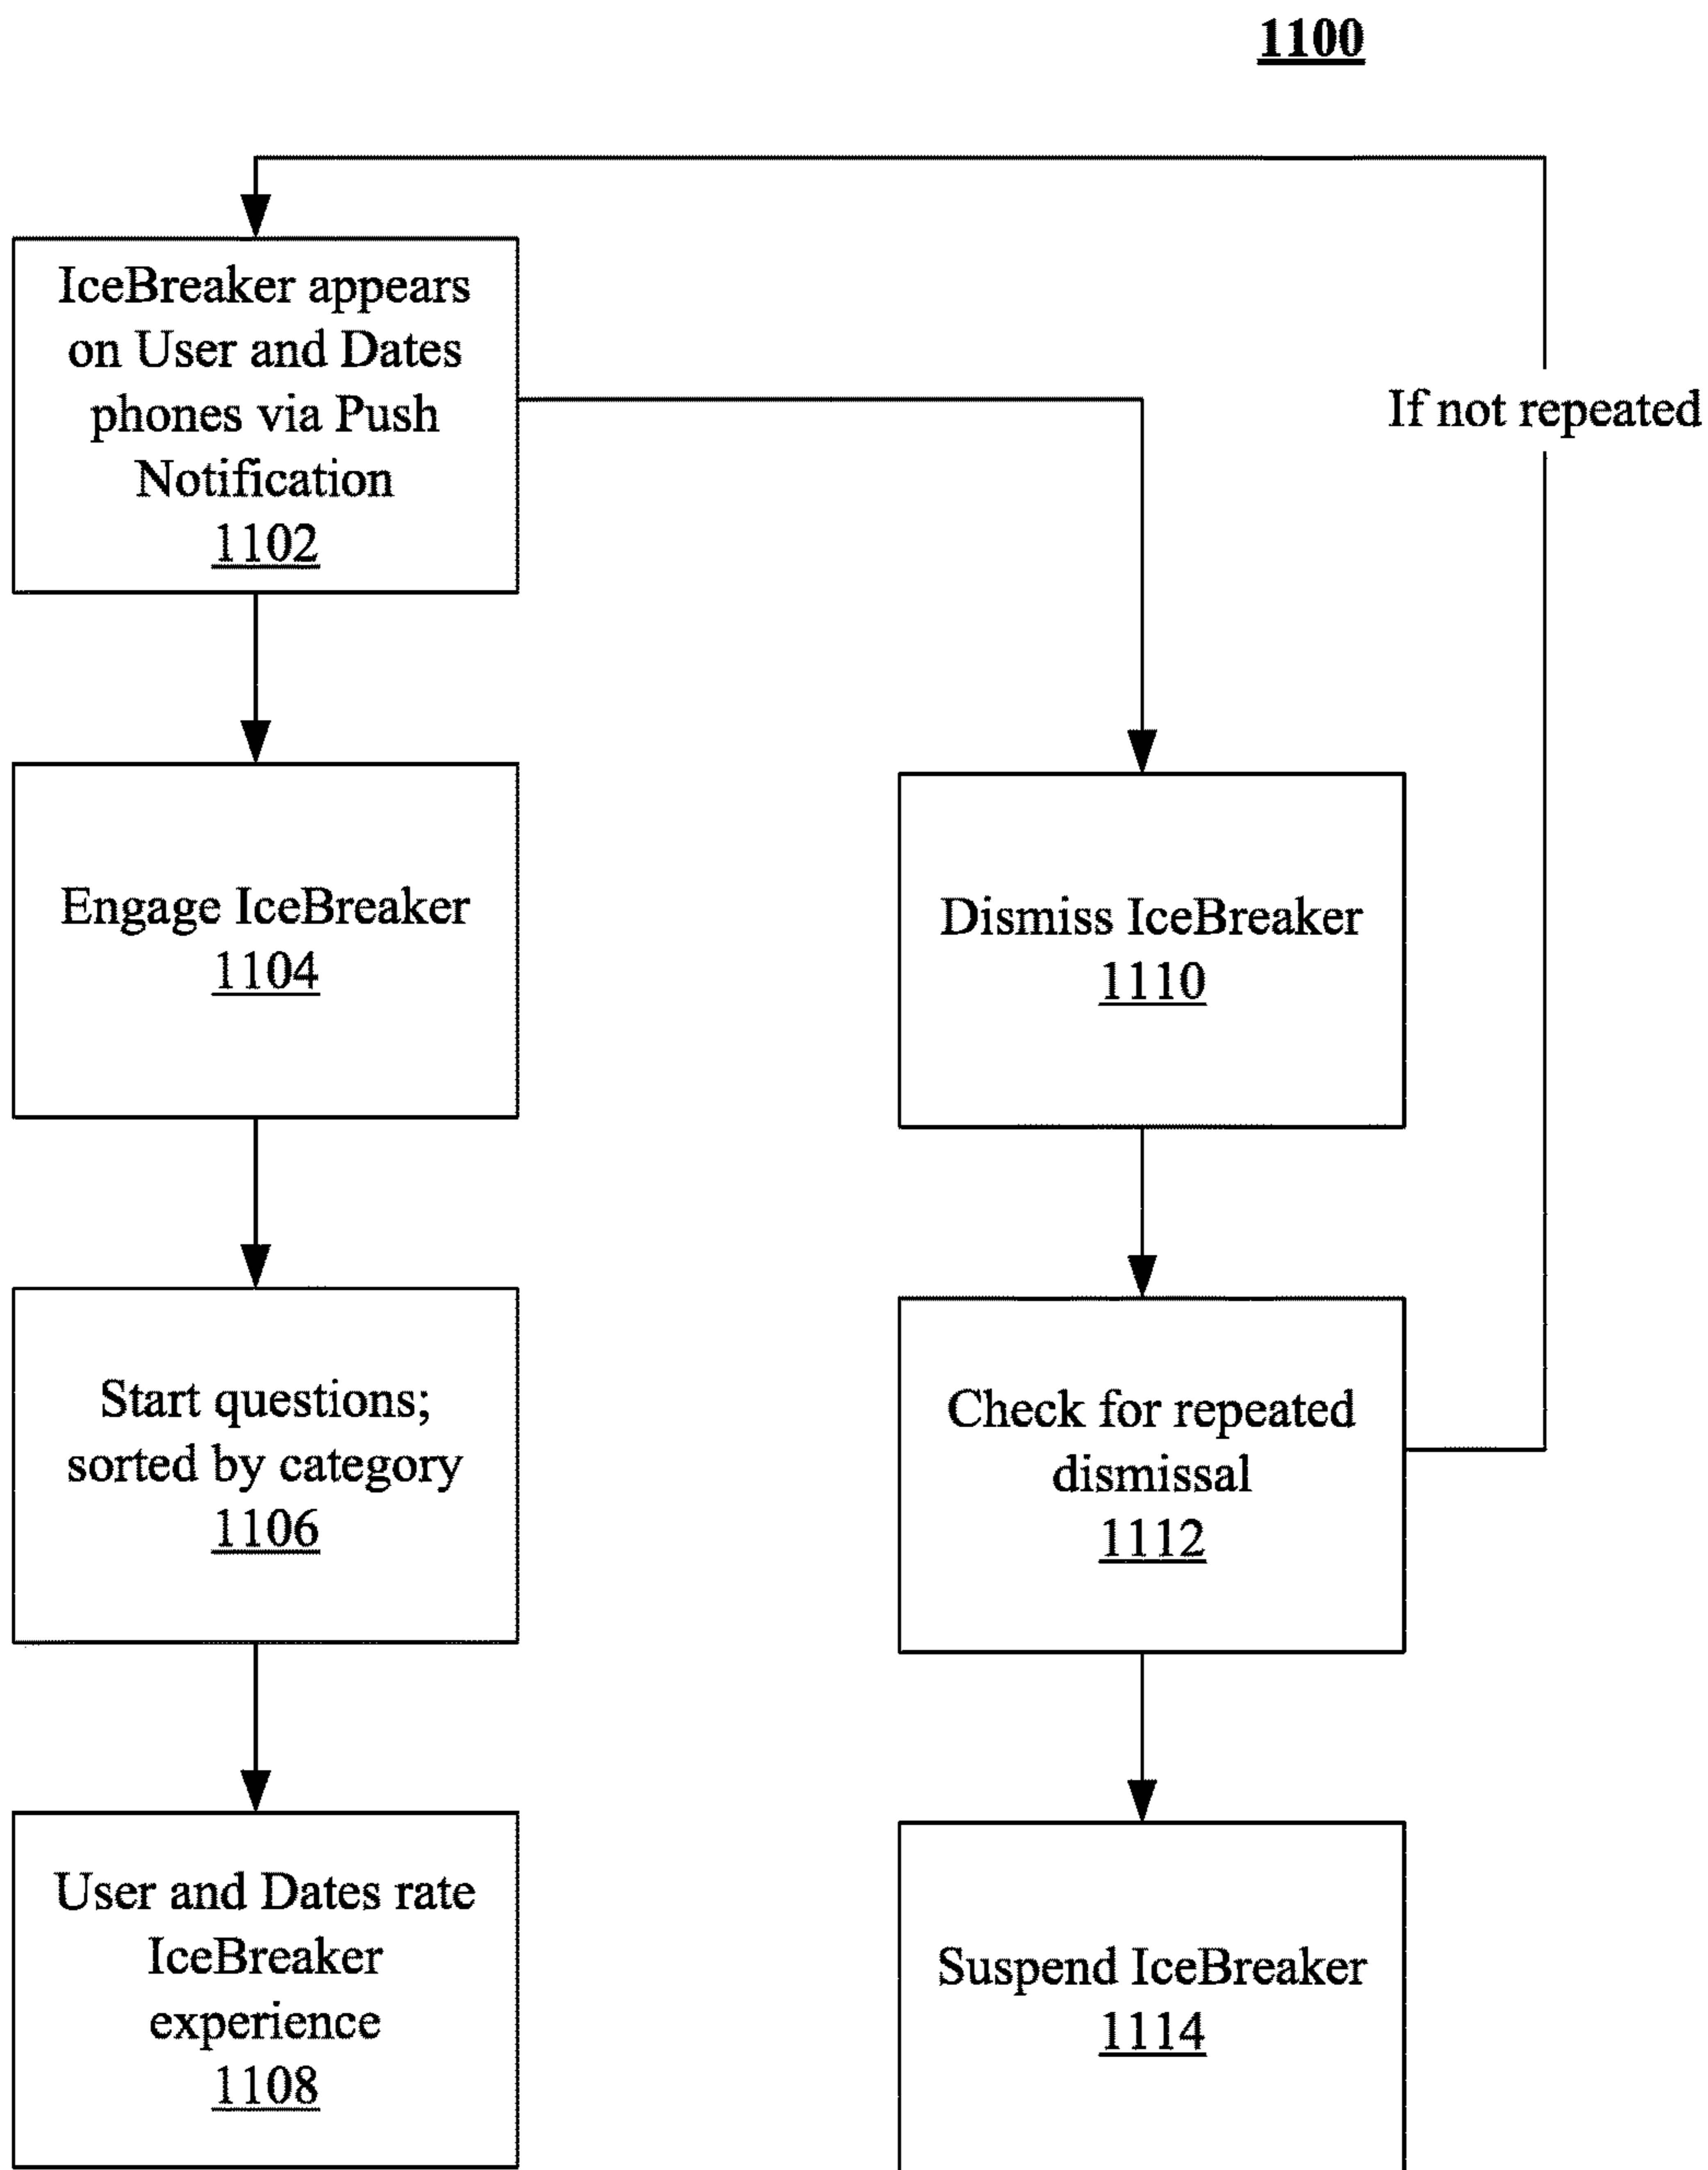 1100
IceBreaker appears
on User and Dates
phones via Push
Notification
1102
If not repeated
Engage IceBreaker
1104
Dismiss IceBreaker
1110
Start questions;
sorted by category
1106
Check for repeated
dismissal
1112
User and Dates rate
IceBreaker
experience
1108
Suspend IceBreaker
1114